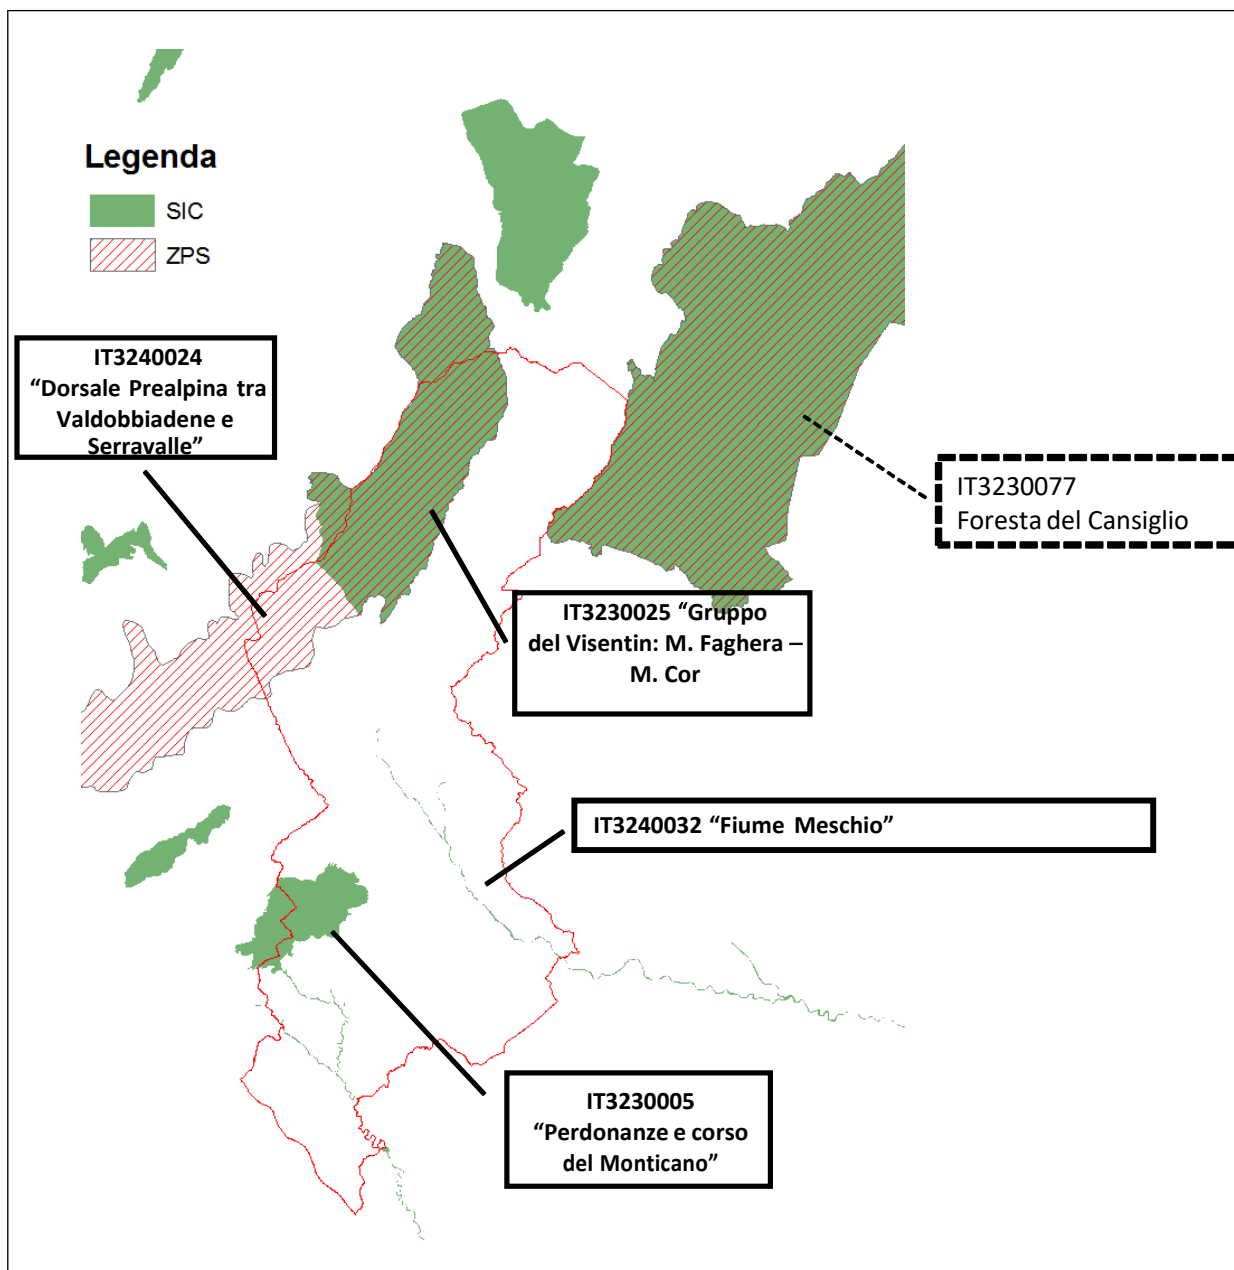 Legenda
SIC
ZPS
IT3240024
“Dorsale Prealpina tra
Valdobbiadene e
Serravalle”
IT3230077
Foresta del Cansiglio
IT3230025 “Gruppo
del Visentin: M. Faghera –
M. Cor
IT3240032 “Fiume Meschio”
IT3230005
“Perdonanze e corso
del Monticano”